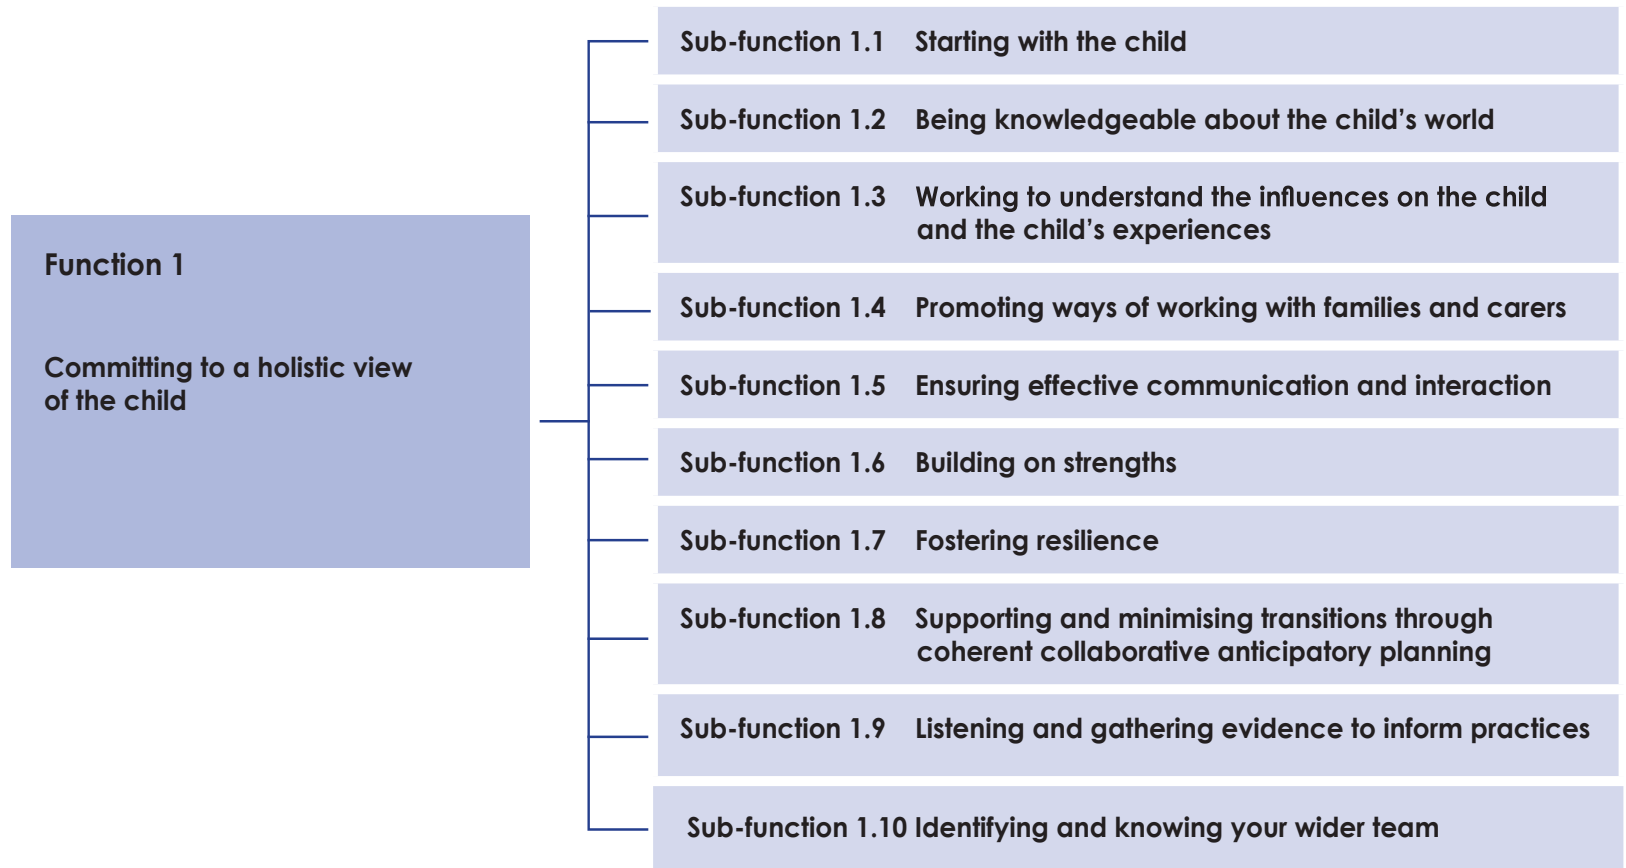 Function 1
Committing to a holistic view
of the child
Sub-function 1.1 Starting with the child
Sub-function 1.2 Being knowledgeable about the child’s world
Sub-function 1.3 Working to understand the influences on the child
and the child’s experiences
Sub-function 1.4 Promoting ways of working with families and carers
Sub-function 1.5 Ensuring effective communication and interaction
Sub-function 1.6 Building on strengths
Sub-function 1.7 Fostering resilience
Sub-function 1.8 Supporting and minimising transitions through
coherent collaborative anticipatory planning
Sub-function 1.9 Listening and gathering evidence to inform practices
Sub-function 1.10 Identifying and knowing your wider team